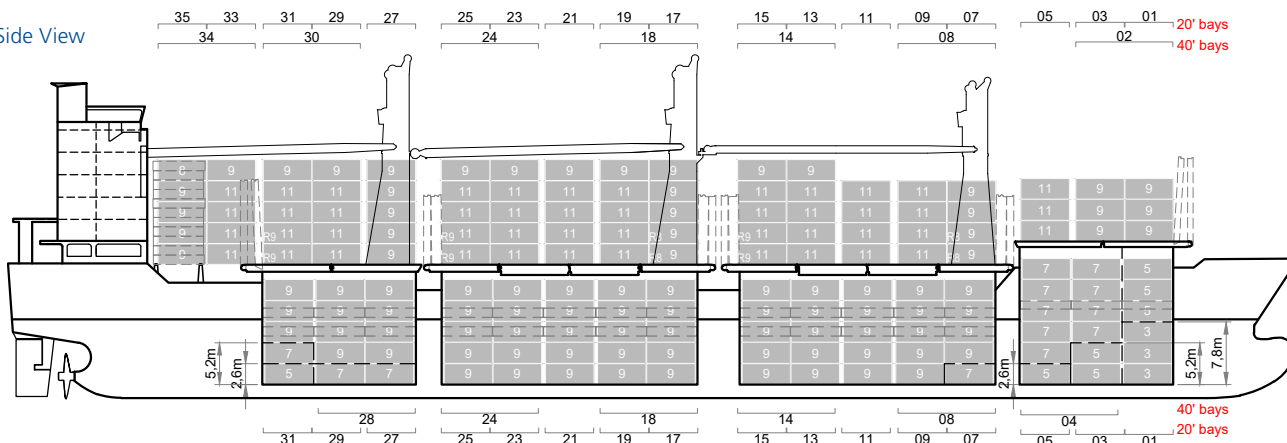 35 33 31 29 27 25 23 21 19 17 15 13 11 09 07 05 03 01 20' bays
Side View
34 30 24 18 14 08 02 40' bays
9 9 9 9 9 9 9 9 9 9 9 9
9 11 11 11 9 11 11 11 11 9 11 11 11 11 9 11 9 9
9 11 11 11 9 11 11 11 11 9 11 11 11 11 9 11 9 9
9 11 R9 11 11 9 R9 11 11 11 11 R8 9 R9 11 11 11 11 R8 9 11 9 9
9 11 R9 11 11 9 R9 11 11 11 11 R8 9 R9 11 11 11 11 R8 9
7 7 5
9 9 9 9 9 9 9 9 9 9 9 9 9 7 7 5
9 9 9 9 9 9 9 9 9 9 9 9 9 7 7 5
9 9 9 9 9 9 9 9 9 9 9 9 9 7 7 3
5,2m 7 9 9 9 9 9 9 9 9 9 9 9 9 7 5 3 5,2m 7,8m
2,6m 5 7 7 9 9 9 9 9 9 9 9 9 7 2,6m 5 5 3
28 24 18 14 08 04 40' bays
31 29 27 25 23 21 19 17 15 13 11 09 07 05 03 01 20' bays